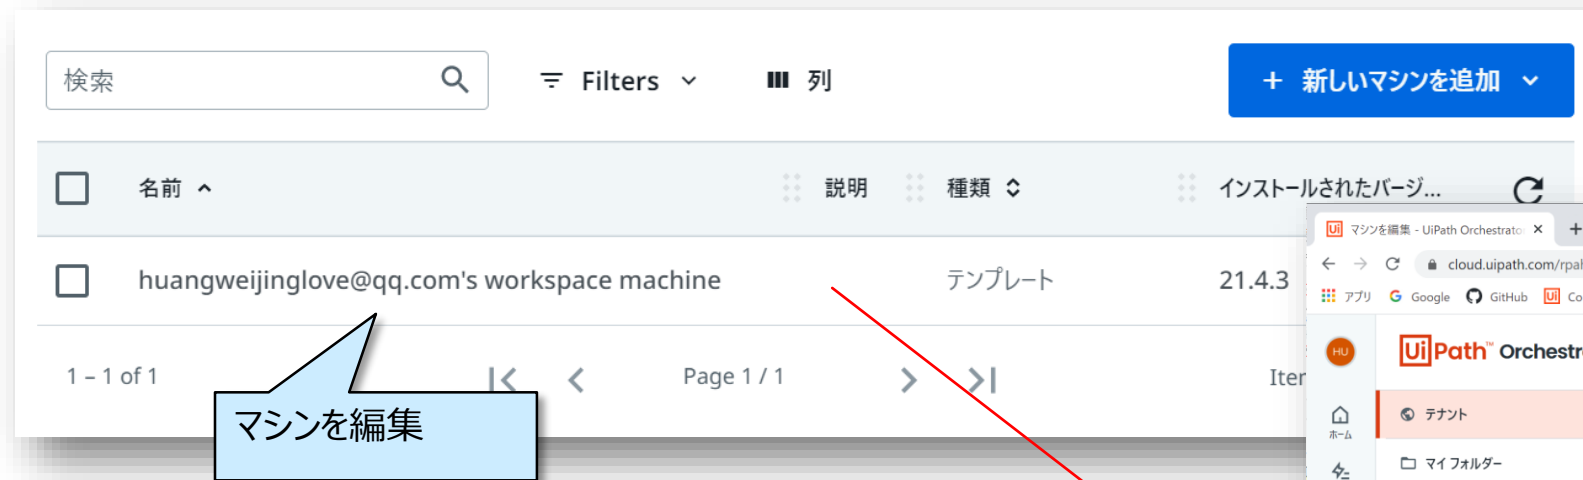 検索
Filters
列
+ 新しいマシンを追加
名前
説明
種類
インストールされたバージ...
huangweijinglove@qq.com's workspace machine
テンプレート
21.4.3
1 – 1 of 1
Page 1 / 1
Iter
マシンを編集
Ui マシンを編集 - UiPath Orchestrato
cloud.uipath.com/rpa
アプリ
Google
GitHub
Ui Co
HU
UiPath™ Orchestr
ホーム
テナント
マイ フォルダー